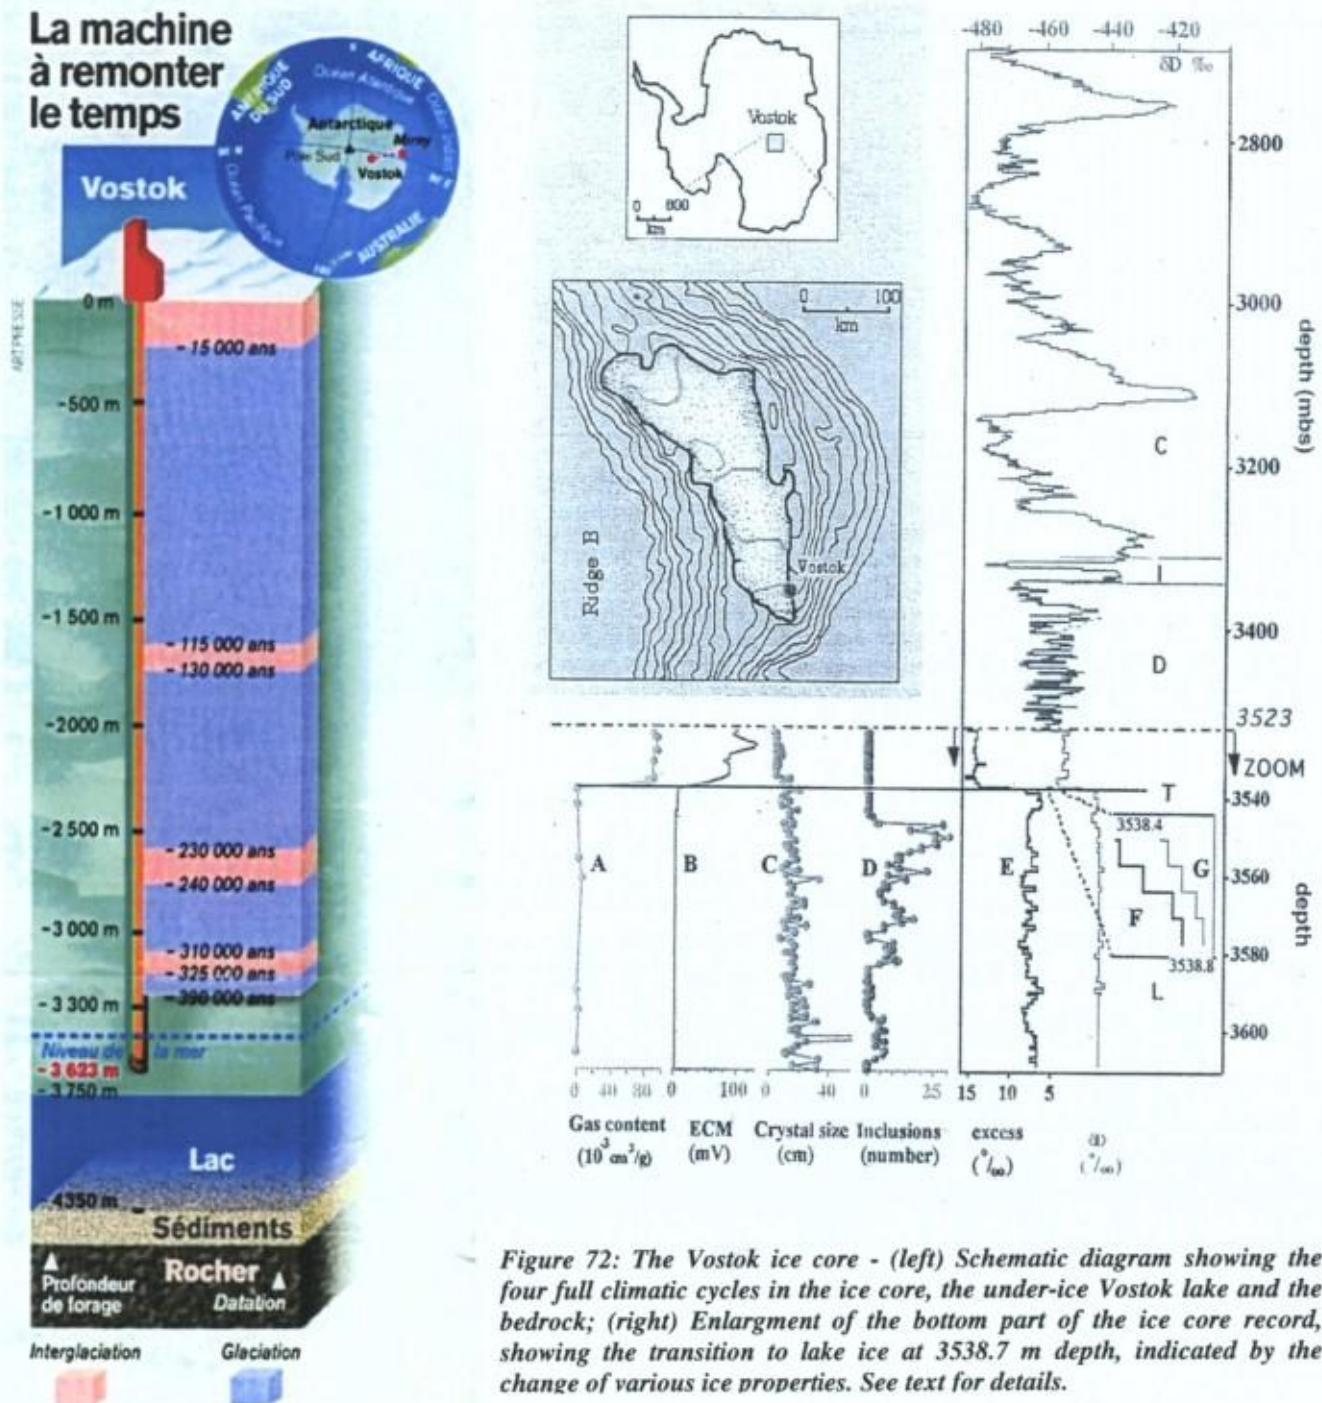 La machine
à remonter
le temps
AMÉRIQUE
DU SUD
AFRIQUE
Océan Atlantique
Antarctique
Mirny
Pôle Sud
Vostok
Océan Pacifique
AUSTRALIE
Vostok
ART PRESSE
0 m
- 15 000 ans
-500 m
-1 000 m
-1 500 m
- 115 000 ans
- 130 000 ans
-2000 m
-2 500 m
- 230 000 ans
- 240 000 ans
-3 000 m
- 310 000 ans
- 325 000 ans
- 390 000 ans
-3 300 m
Niveau de la mer
- 3 623 m
- 3 750 m
Lac
- 4350 m
Sédiments
Rocher
Profondeur
de forage
Datation
Interglaciation
Glaciation
Vostok
0 800
km
0 100
km
Ridge B
Vostok
-480 -460 -440 -420
δD ‰
2800
3000
depth (mbs)
C
3200
I
3400
D
3523
ZOOM
T
3540
3538.4
A B C D E F G
3560
depth
3580
3538.8
L
3600
0 40 80 0 100 0 40 0 25 15 10 5
Gas content
(10³ cm³/g)
ECM
(mV)
Crystal size
(cm)
Inclusions
(number)
excess
(°/₀₀)
(°/₀₀)
Figure 72: The Vostok ice core - (left) Schematic diagram showing the
four full climatic cycles in the ice core, the under-ice Vostok lake and the
bedrock; (right) Enlargment of the bottom part of the ice core record,
showing the transition to lake ice at 3538.7 m depth, indicated by the
change of various ice properties. See text for details.